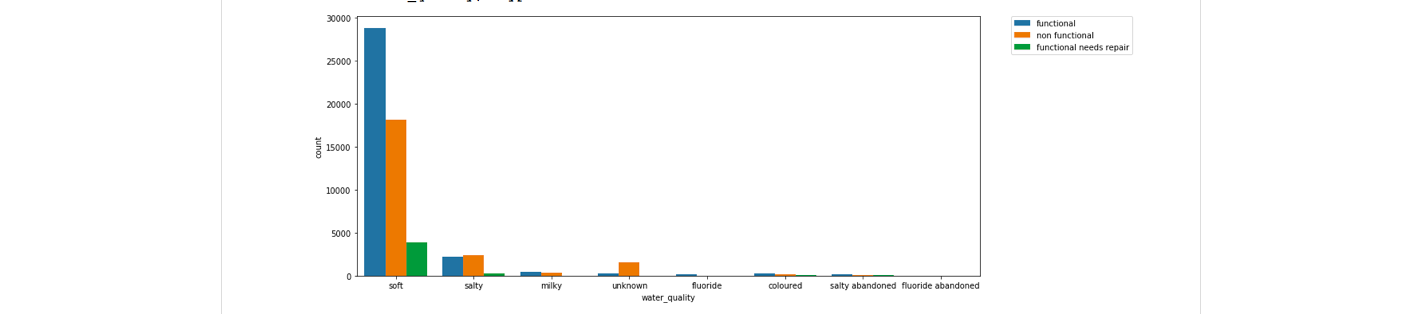 30000
25000
20000
15000
10000
5000
0
count
soft salty milky unknown fluoride coloured salty abandoned fluoride abandoned
water_quality
functional
non functional
functional needs repair